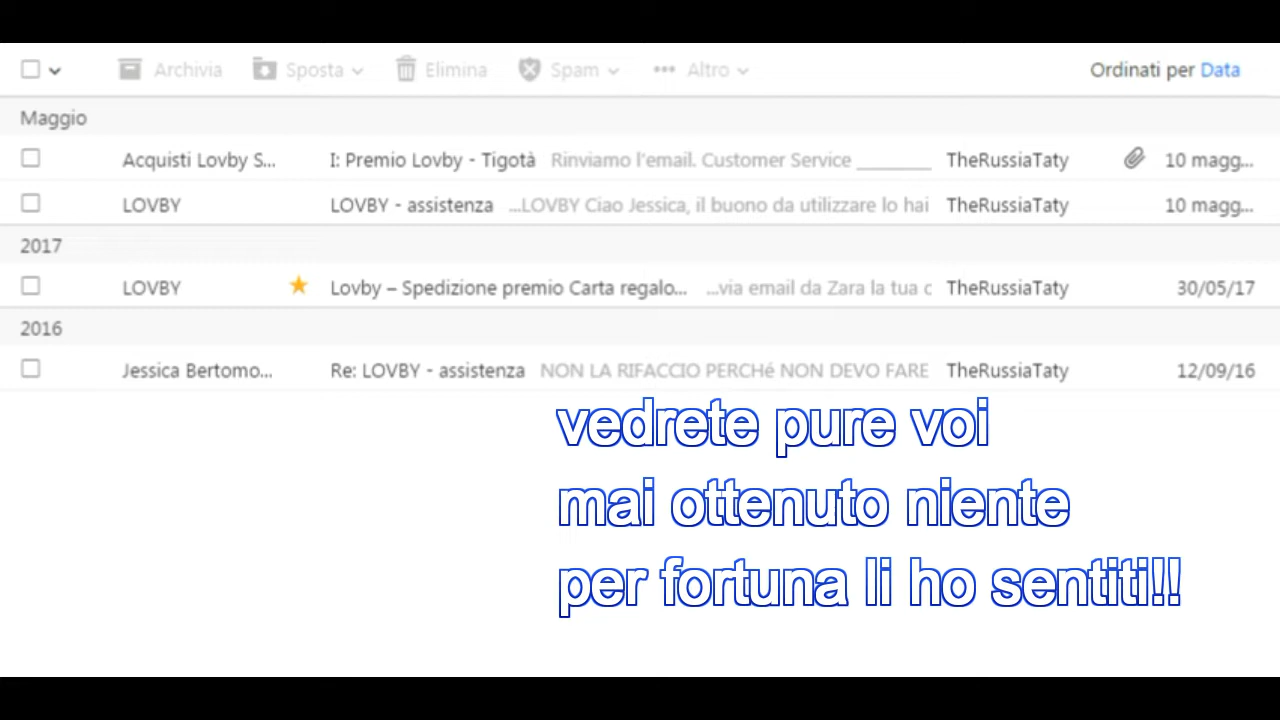 Archivia Sposta Elimina Spam Altro Ordinati per Data
Maggio
Acquisti Lovby S... I: Premio Lovby - Tigotà Rinviamo l'email. Customer Service ________ TheRussiaTaty 10 magg...
LOVBY LOVBY - assistenza ...LOVBY Ciao Jessica, il buono da utilizzare lo hai TheRussiaTaty 10 magg...
2017
LOVBY Lovby – Spedizione premio Carta regalo... ...via email da Zara la tua c TheRussiaTaty 30/05/17
2016
Jessica Bertomo... Re: LOVBY - assistenza NON LA RIFACCIO PERCHé NON DEVO FARE TheRussiaTaty 12/09/16
vedrete pure voi
mai ottenuto niente
per fortuna li ho sentiti!!